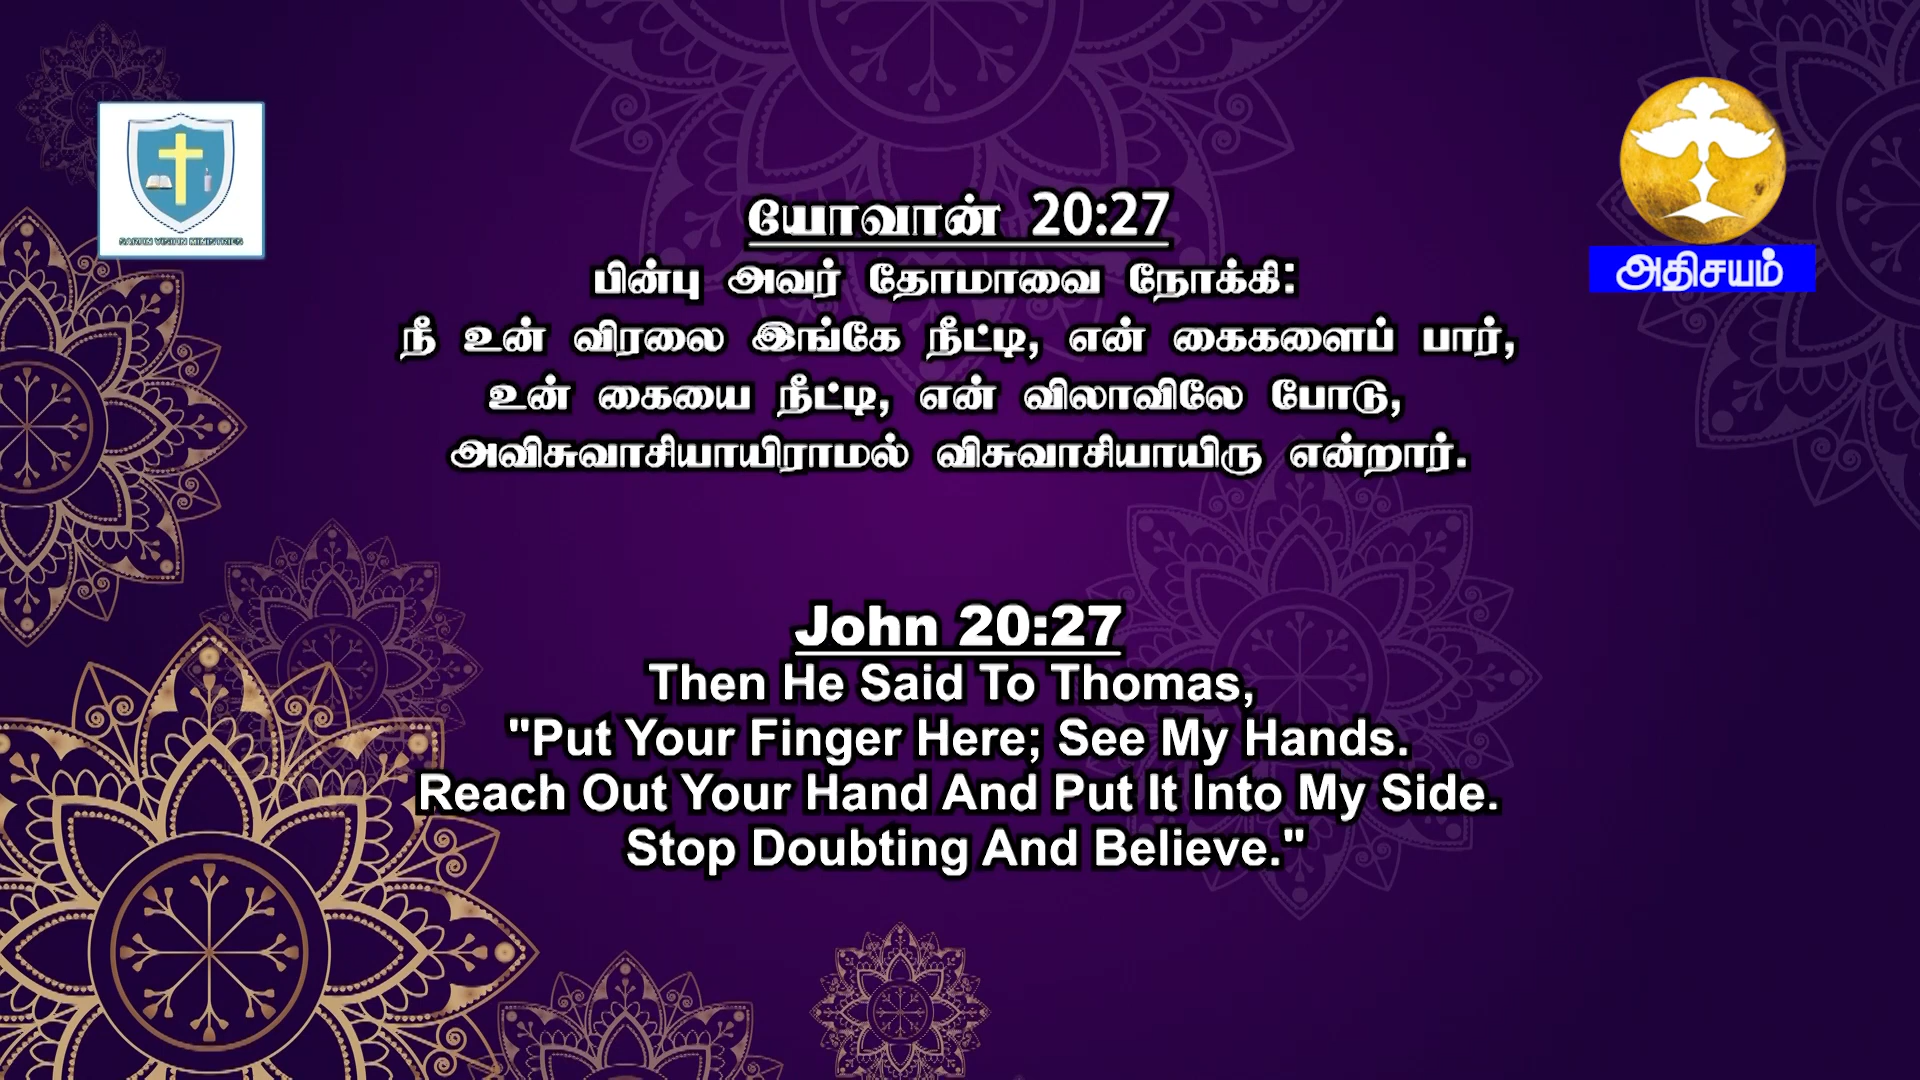 யோவான் 20:27
பின்பு அவர் தோமாவை நோக்கி:
நீ உன் விரலை இங்கே நீட்டி, என் கைகளைப் பார்,
உன் கையை நீட்டி, என் விலாவிலே போடு,
அவிசுவாசியாயிராமல் விசுவாசியாயிரு என்றார்.
அதிசயம்
John 20:27
Then He Said To Thomas,
"Put Your Finger Here; See My Hands.
Reach Out Your Hand And Put It Into My Side.
Stop Doubting And Believe."
MINISTRIES